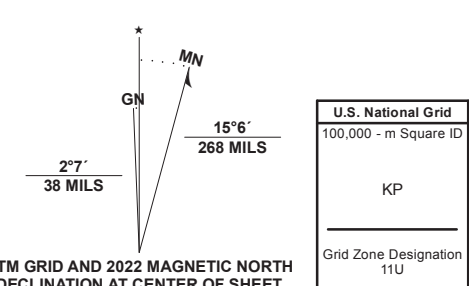 ★
MN
GN
15°6´
268 MILS
2°7´
38 MILS
TM GRID AND 2022 MAGNETIC NORTH
DECLINATION AT CENTER OF SHEET
U.S. National Grid
100,000 - m Square ID
KP
Grid Zone Designation
11U